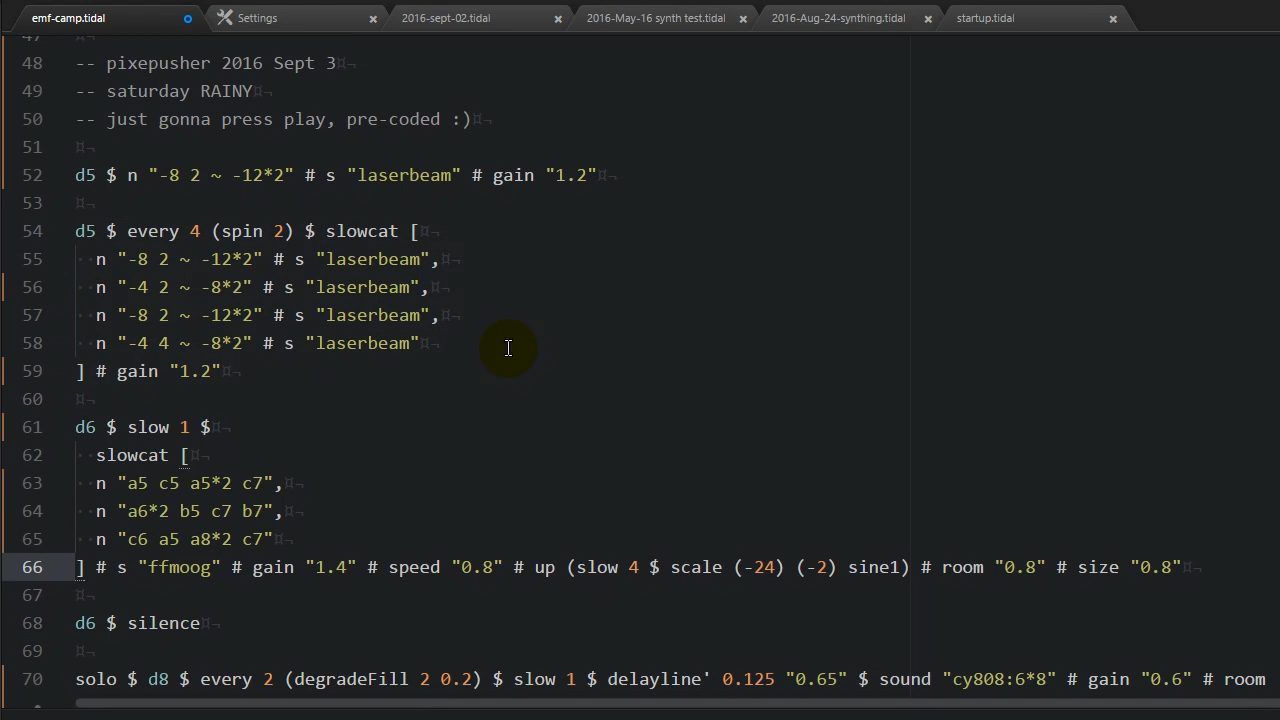 emf-camp.tidal Settings 2016-sept-02.tidal 2016-May-16 synth test.tidal 2016-Aug-24-synthing.tidal startup.tidal
47
48 -- pixepusher 2016 Sept 3
49 -- saturday RAINY
50 -- just gonna press play, pre-coded :)
51
52 d5 $ n "-8 2 ~ -12*2" # s "laserbeam" # gain "1.2"
53
54 d5 $ every 4 (spin 2) $ slowcat [
55 n "-8 2 ~ -12*2" # s "laserbeam",
56 n "-4 2 ~ -8*2" # s "laserbeam",
57 n "-8 2 ~ -12*2" # s "laserbeam",
58 n "-4 4 ~ -8*2" # s "laserbeam"
59 ] # gain "1.2"
60
61 d6 $ slow 1 $
62 slowcat [
63 n "a5 c5 a5*2 c7",
64 n "a6*2 b5 c7 b7",
65 n "c6 a5 a8*2 c7"
66 ] # s "ffmoog" # gain "1.4" # speed "0.8" # up (slow 4 $ scale (-24) (-2) sine1) # room "0.8" # size "0.8"
67
68 d6 $ silence
69
70 solo $ d8 $ every 2 (degradeFill 2 0.2) $ slow 1 $ delayline' 0.125 "0.65" $ sound "cy808:6*8" # gain "0.6" # room